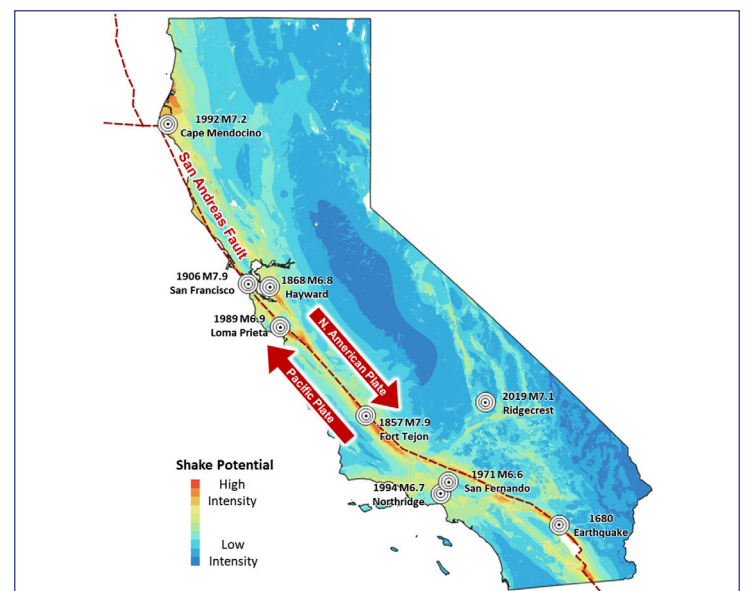 1992 M7.2
Cape Mendocino
San Andreas Fault
1906 M7.9
San Francisco
1868 M6.8
Hayward
1989 M6.9
Loma Prieta
N. American Plate
Pacific Plate
2019 M7.1
Ridgecrest
1857 M7.9
Fort Tejon
Shake Potential
High
Intensity
Low
Intensity
1971 M6.6
San Fernando
1994 M6.7
Northridge
1680
Earthquake